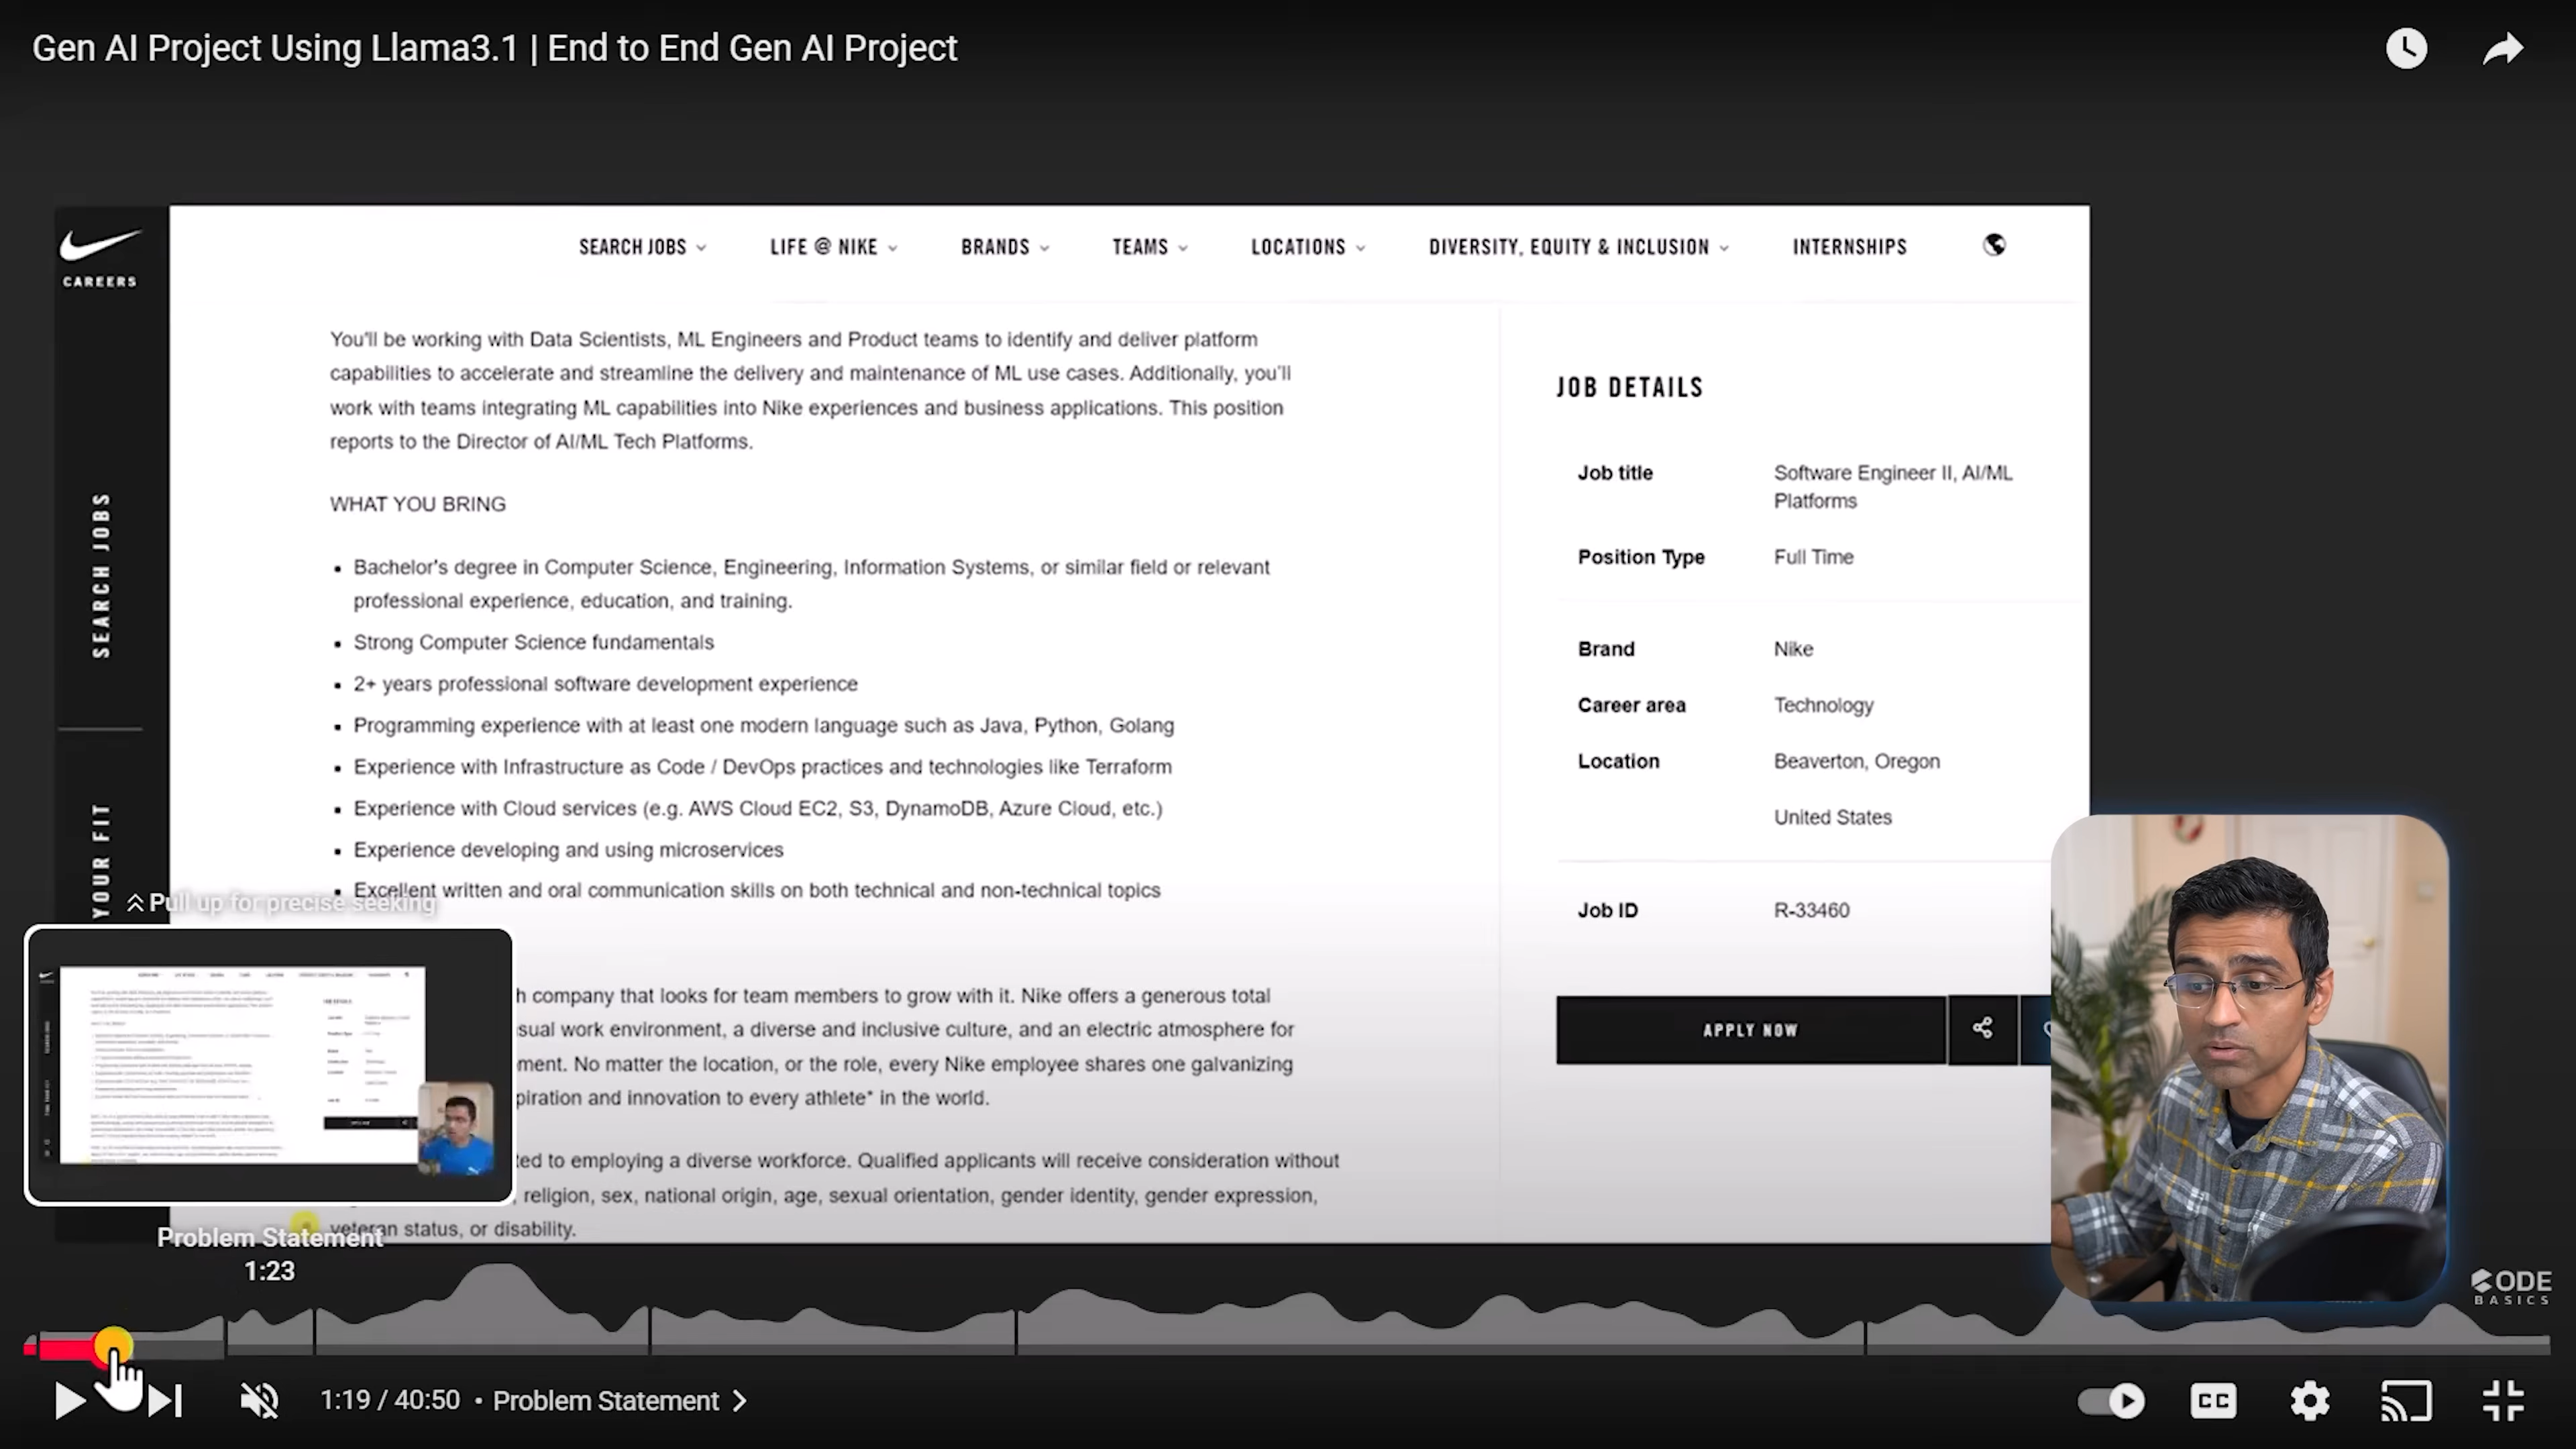 Gen AI Project Using Llama3.1 | End to End Gen AI Project
CAREERS
SEARCH JOBS
LIFE @ NIKE
BRANDS
TEAMS
LOCATIONS
DIVERSITY, EQUITY & INCLUSION
INTERNSHIPS
SEARCH JOBS
YOUR FIT
You'll be working with Data Scientists, ML Engineers and Product teams to identify and deliver platform
capabilities to accelerate and streamline the delivery and maintenance of ML use cases. Additionally, you'll
work with teams integrating ML capabilities into Nike experiences and business applications. This position
reports to the Director of AI/ML Tech Platforms.
WHAT YOU BRING
Bachelor's degree in Computer Science, Engineering, Information Systems, or similar field or relevant
professional experience, education, and training.
Strong Computer Science fundamentals
2+ years professional software development experience
Programming experience with at least one modern language such as Java, Python, Golang
Experience with Infrastructure as Code / DevOps practices and technologies like Terraform
Experience with Cloud services (e.g. AWS Cloud EC2, S3, DynamoDB, Azure Cloud, etc.)
Experience developing and using microservices
Excellent written and oral communication skills on both technical and non-technical topics
h company that looks for team members to grow with it. Nike offers a generous total
sual work environment, a diverse and inclusive culture, and an electric atmosphere for
ment. No matter the location, or the role, every Nike employee shares one galvanizing
piration and innovation to every athlete* in the world.
ted to employing a diverse workforce. Qualified applicants will receive consideration without
religion, sex, national origin, age, sexual orientation, gender identity, gender expression,
veteran status, or disability.
JOB DETAILS
Job title Software Engineer II, AI/ML
Platforms
Position Type Full Time
Brand Nike
Career area Technology
Location Beaverton, Oregon
United States
Job ID R-33460
APPLY NOW
Pull up for precise seeking
Problem Statement
1:23
CODE
BASICS
1:19 / 40:50 • Problem Statement
CC